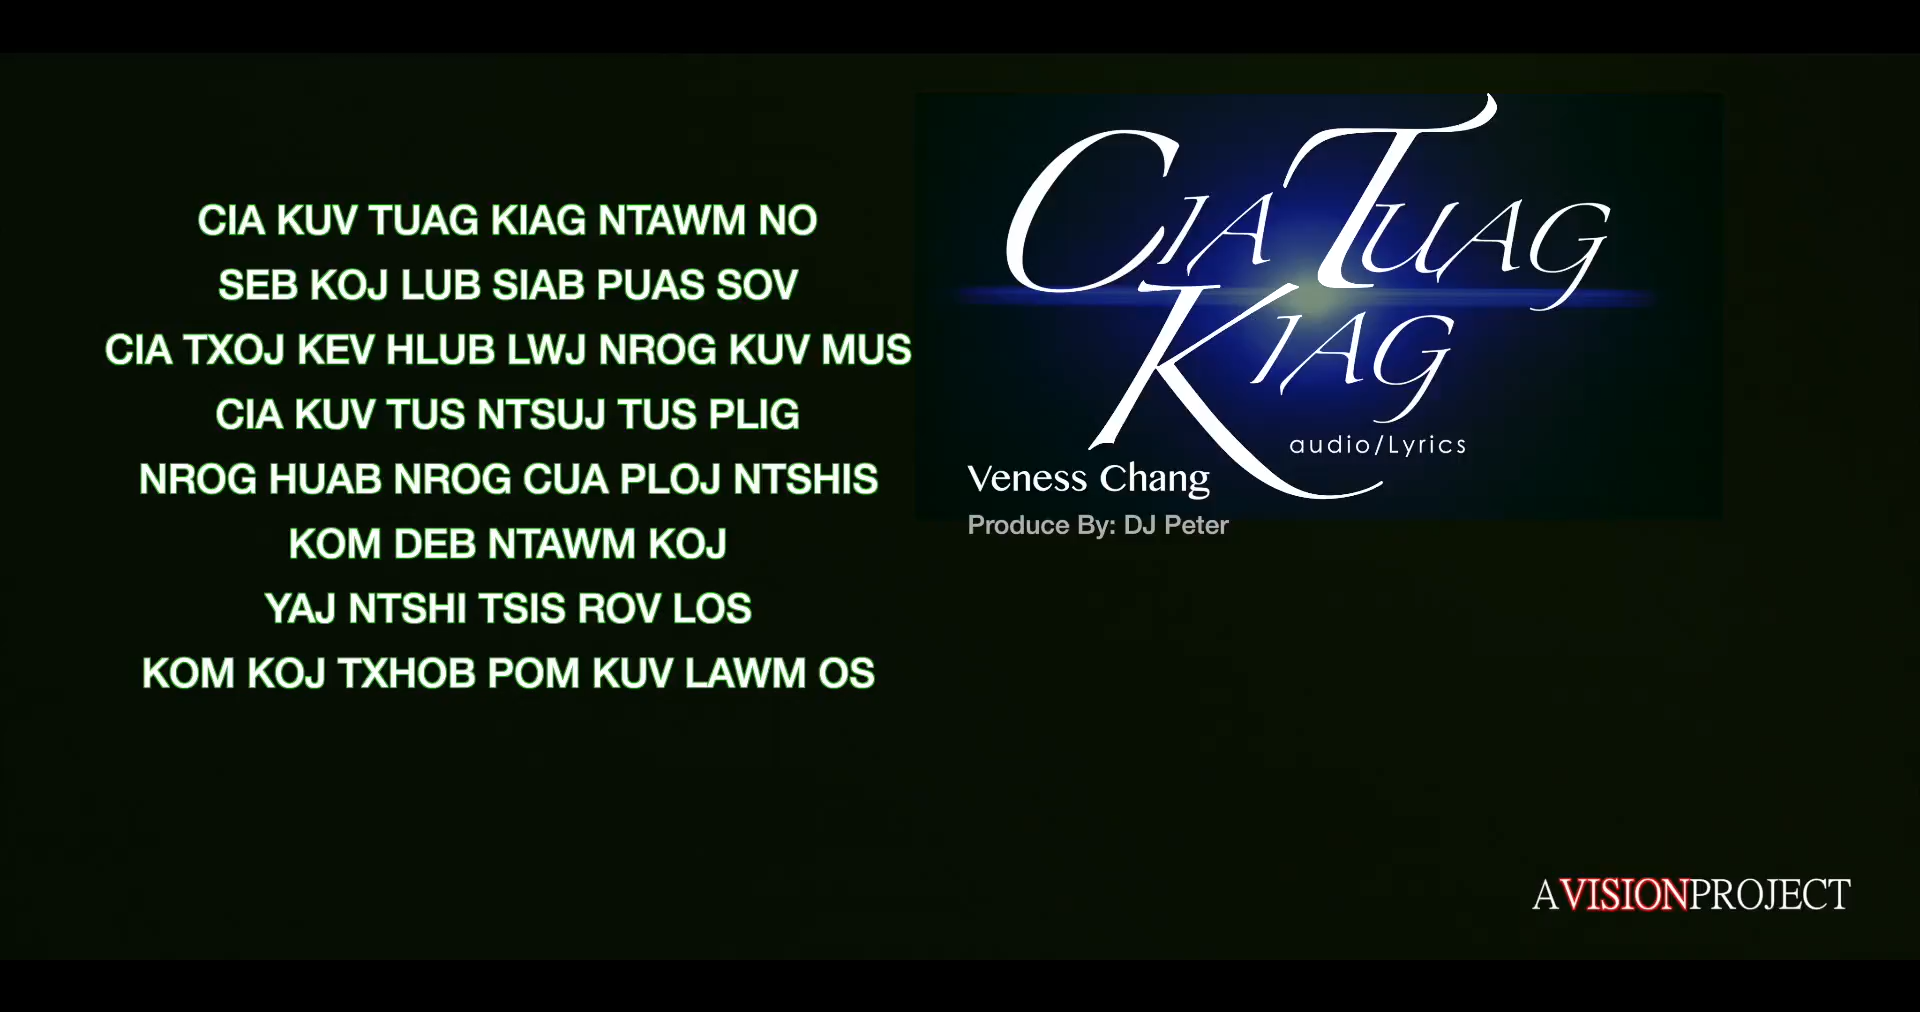 CIA KUV TUAG KIAG NTAWM NO
SEB KOJ LUB SIAB PUAS SOV
CIA TXOJ KEV HLUB LWJ NROG KUV MUS
CIA KUV TUS NTSUJ TUS PLIG
NROG HUAB NROG CUA PLOJ NTSHIS
KOM DEB NTAWM KOJ
YAJ NTSHI TSIS ROV LOS
KOM KOJ TXHOB POM KUV LAWM OS
CIA TUAG
KIAG
audio/Lyrics
Veness Chang
Produce By: DJ Peter
AVISIONPROJECT